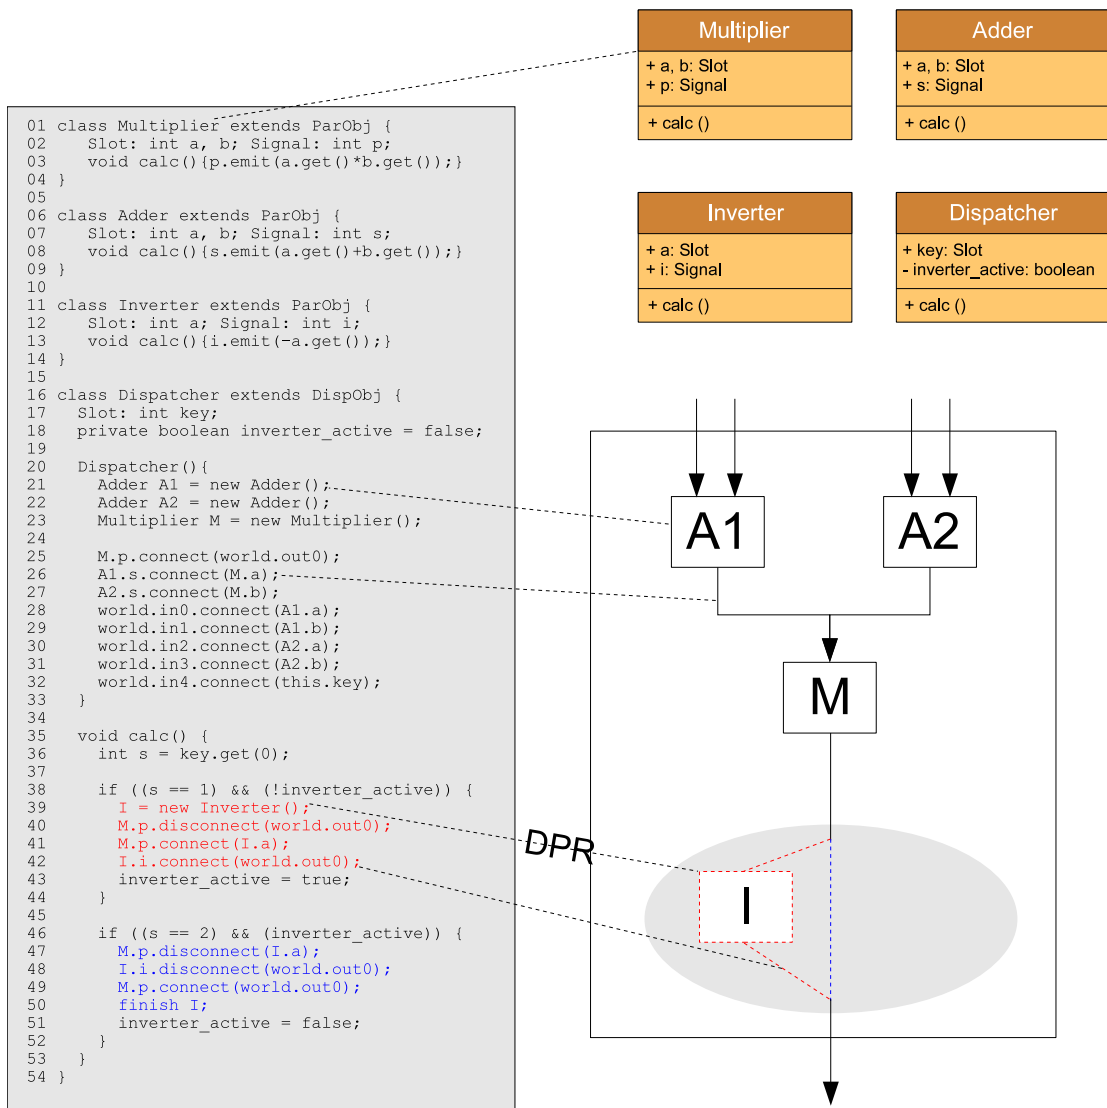 01 class Multiplier extends ParObj {
02   Slot: int a, b; Signal: int p;
03   void calc(){p.emit(a.get()*b.get());}
04 }
05
06 class Adder extends ParObj {
07   Slot: int a, b; Signal: int s;
08   void calc(){s.emit(a.get()+b.get());}
09 }
10
11 class Inverter extends ParObj {
12   Slot: int a; Signal: int i;
13   void calc(){i.emit(-a.get());}
14 }
15
16 class Dispatcher extends DispObj {
17  Slot: int key;
18  private boolean inverter_active = false;
19
20  Dispatcher(){
21    Adder A1 = new Adder();
22    Adder A2 = new Adder();
23    Multiplier M = new Multiplier();
24
25    M.p.connect(world.out0);
26    A1.s.connect(M.a);
27    A2.s.connect(M.b);
28    world.in0.connect(A1.a);
29    world.in1.connect(A1.b);
30    world.in2.connect(A2.a);
31    world.in3.connect(A2.b);
32    world.in4.connect(this.key);
33  }
34
35  void calc() {
36    int s = key.get(0);
37
38    if ((s == 1) && (!inverter_active)) {
39      I = new Inverter();
40      M.p.disconnect(world.out0);
41      M.p.connect(I.a);
42      I.i.connect(world.out0);
43      inverter_active = true;
44    }
45
46    if ((s == 2) && (inverter_active)) {
47      M.p.disconnect(I.a);
48      I.i.disconnect(world.out0);
49      M.p.connect(world.out0);
50      finish I;
51      inverter_active = false;
52    }
53  }
54 }
Multiplier
+ a, b: Slot
+ p: Signal
+ calc ()
Adder
+ a, b: Slot
+ s: Signal
+ calc ()
Inverter
+ a: Slot
+ i: Signal
+ calc ()
Dispatcher
+ key: Slot
- inverter_active: boolean
+ calc ()
A1
A2
M
DPR
I